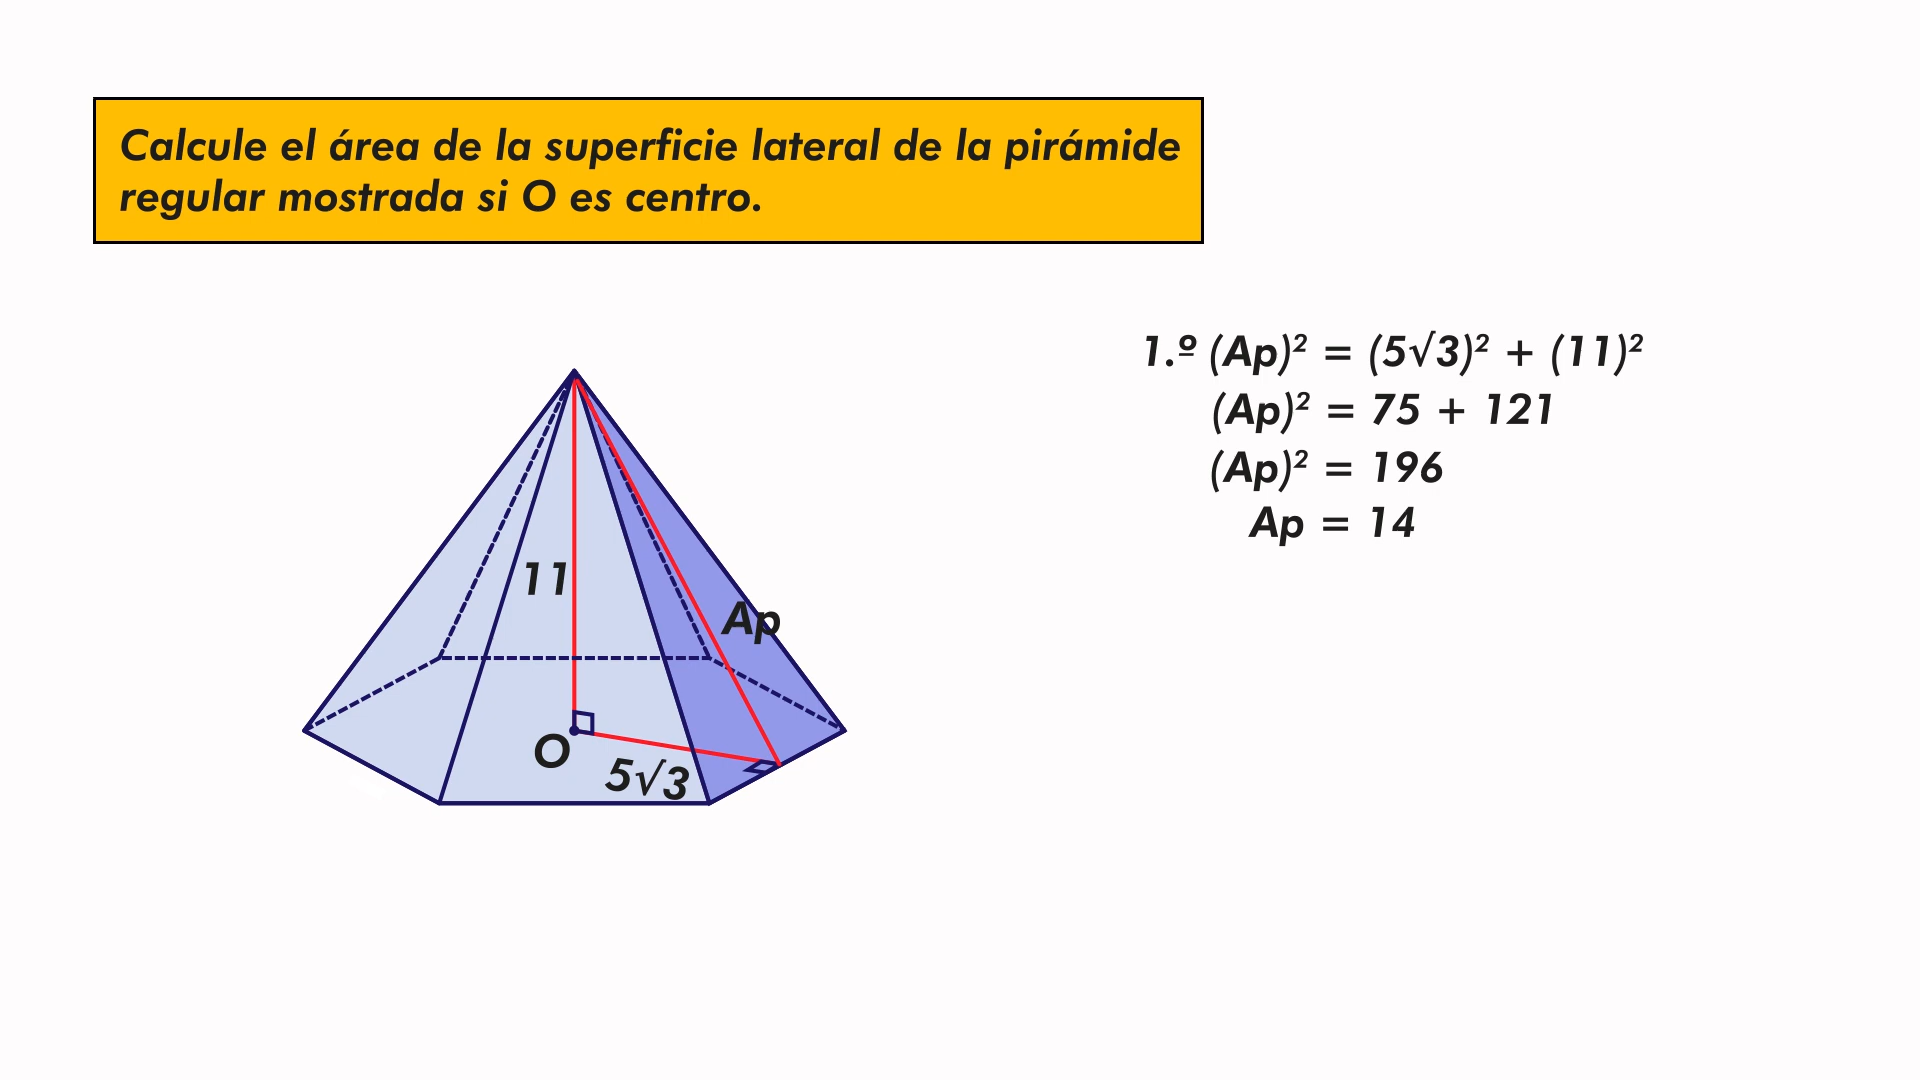 Calcule el área de la superficie lateral de la pirámide
regular mostrada si O es centro.
1.º (Ap)² = (5√3)² + (11)²
(Ap)² = 75 + 121
(Ap)² = 196
Ap = 14
11
Ap
O
5√3